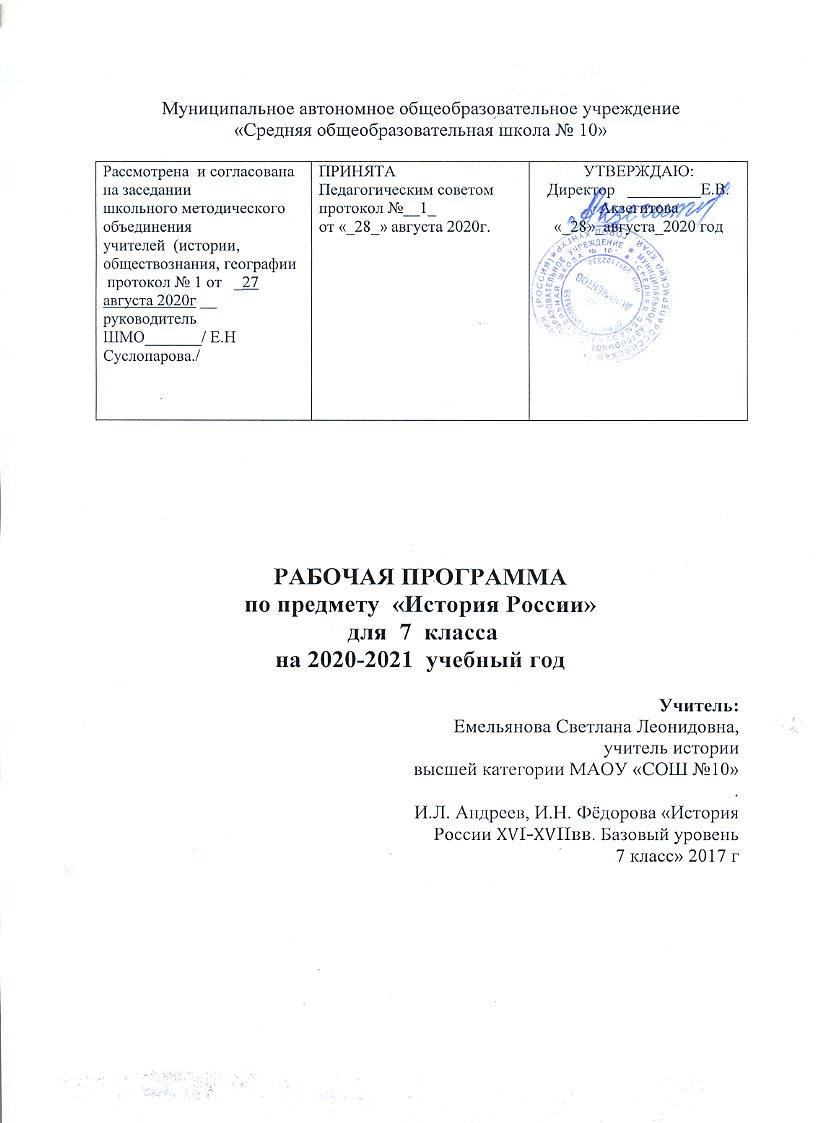 Муниципальное автономное общеобразовательное учреждение
«Средняя общеобразовательная школа № 10»
Рассмотрена и согласована
на заседании
школьного методического
объединения
учителей (истории,
обществознания, географии
протокол № 1 от _27
августа 2020г __
руководитель
ШМО_______/ Е.Н
Суслопарова./
ПРИНЯТА
Педагогическим советом
протокол №__1_
от «_28_» августа 2020г.
УТВЕРЖДАЮ:
Директор _________Е.В.
Акзегитова
«_28»_августа_2020 год
РАБОЧАЯ ПРОГРАММА
по предмету «История России»
для 7 класса
на 2020-2021 учебный год
Учитель:
Емельянова Светлана Леонидовна,
учитель истории
высшей категории МАОУ «СОШ №10»
.
И.Л. Андреев, И.Н. Фёдорова «История
России XVI-XVIIвв. Базовый уровень
7 класс» 2017 г